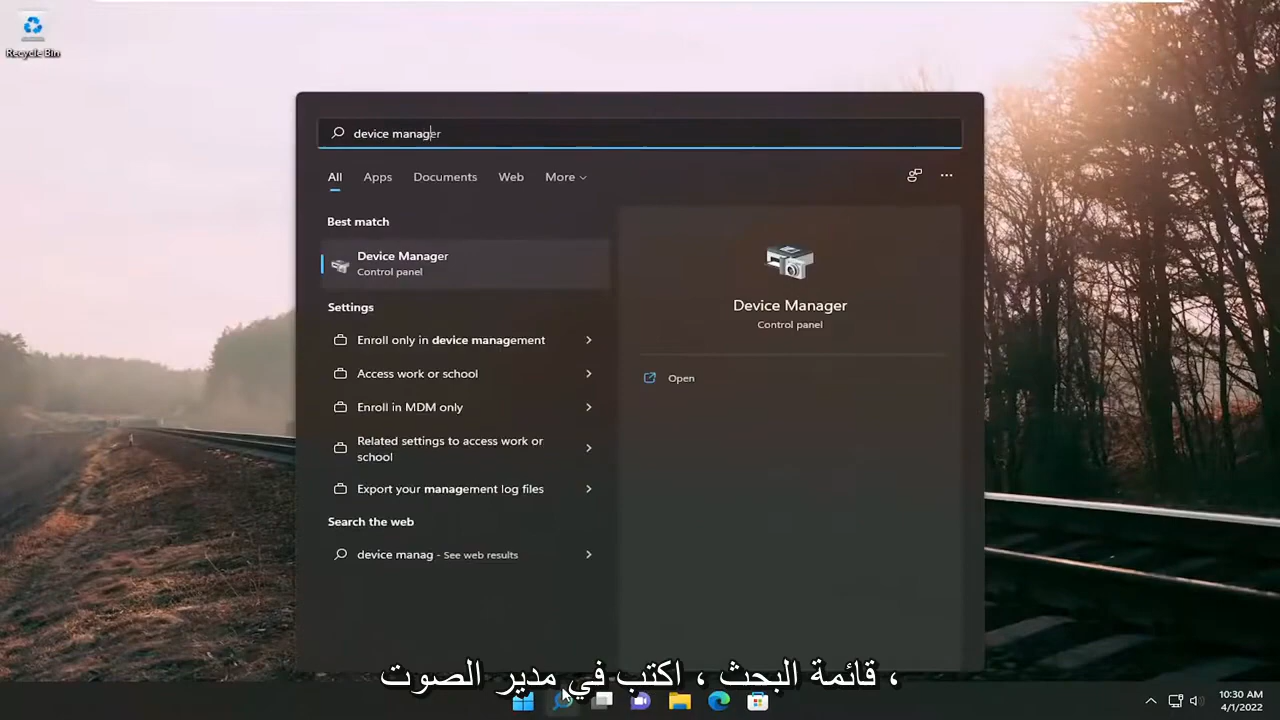 Recycle Bin
device manager
All Apps Documents Web More
Best match
Device Manager
Control panel
Settings
Enroll only in device management
Access work or school
Enroll in MDM only
Related settings to access work or
school
Export your management log files
Search the web
device manag - See web results
Device Manager
Control panel
Open
، قائمة البحث ، اكتب في مدير الصوت
10:30 AM
4/1/2022